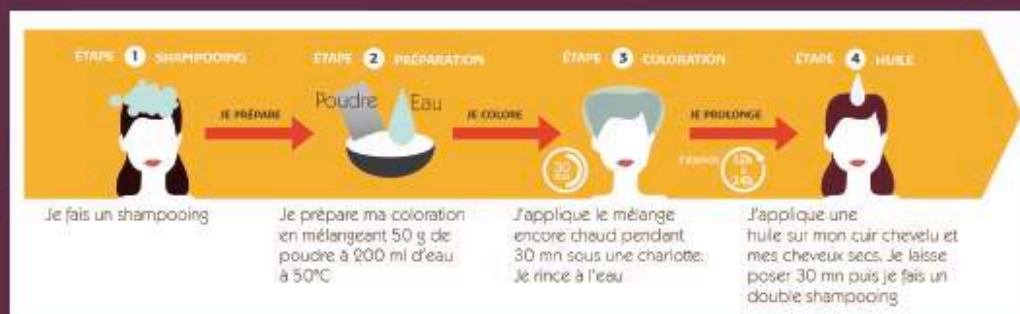 ÉTAPE 1 SHAMPOOING
ÉTAPE 2 PRÉPARATION
ÉTAPE 3 COLORATION
ÉTAPE 4 HUILE
JE PRÉPARE
Poudre Eau
JE COLORE
30
JE PROLONGE
12h
à
24h
Je fais un shampooing
Je prépare ma coloration
en mélangeant 50 g de
poudre à 200 ml d'eau
à 50°C
J'applique le mélange
encore chaud pendant
30 mn sous une charlotte.
Je rince à l'eau
J'applique une
huile sur mon cuir chevelu et
mes cheveux secs. Je laisse
poser 30 mn puis je fais un
double shampooing